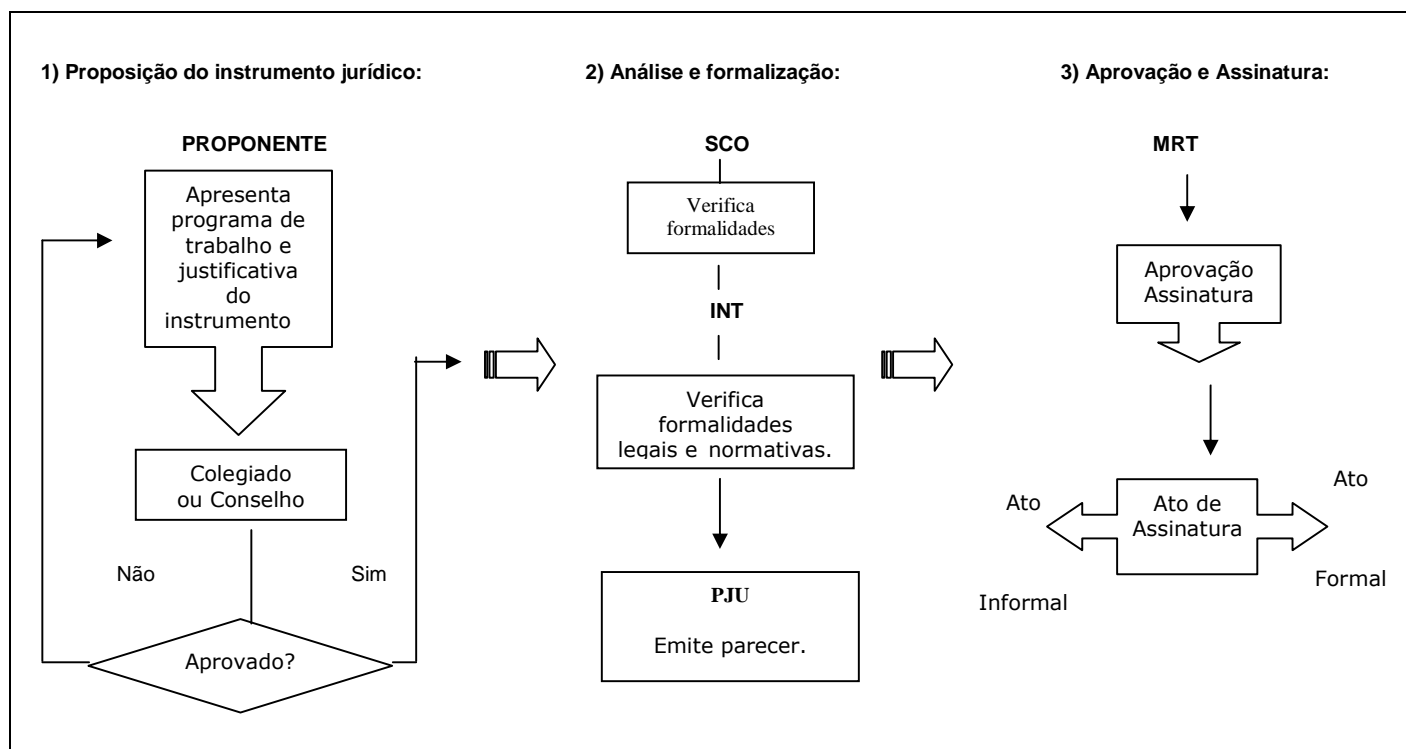 1) Proposição do instrumento jurídico:
PROPONENTE
Apresenta
programa de
trabalho e
justificativa
do
instrumento
Colegiado
ou Conselho
Não
Sim
Aprovado?
2) Análise e formalização:
SCO
Verifica
formalidades
INT
Verifica
formalidades
legais e normativas.
PJU
Emite parecer.
3) Aprovação e Assinatura:
MRT
Aprovação
Assinatura
Ato
Ato de
Assinatura
Ato
Informal
Formal